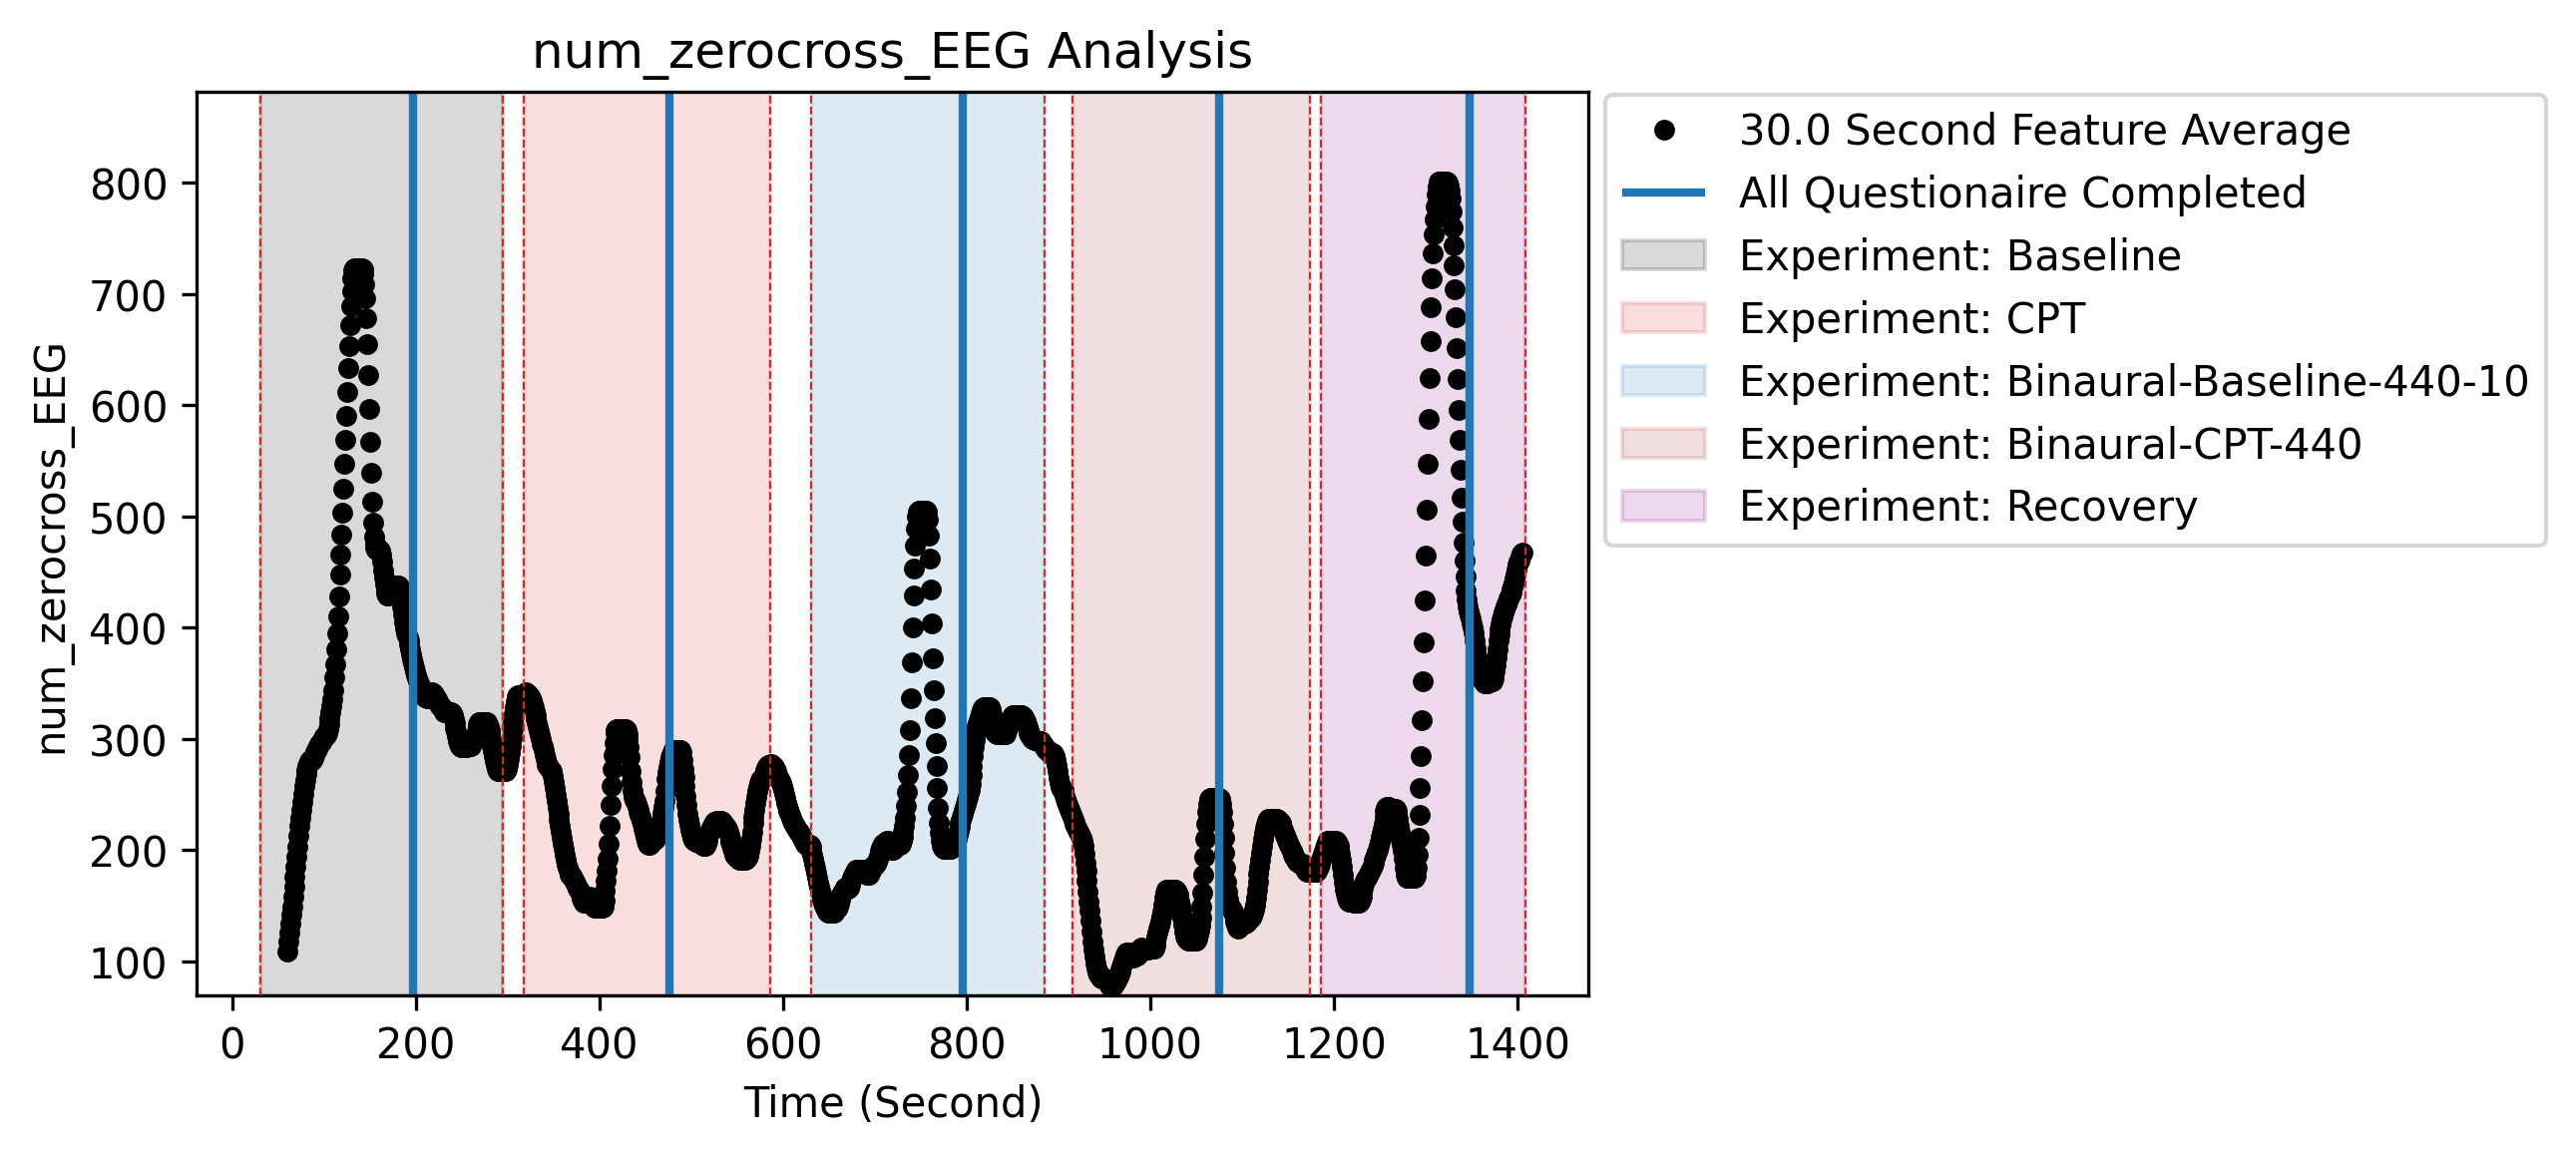 num_zerocross_EEG Analysis
num_zerocross_EEG
800
700
600
500
400
300
200
100
0 200 400 600 800 1000 1200 1400
Time (Second)
30.0 Second Feature Average
All Questionaire Completed
Experiment: Baseline
Experiment: CPT
Experiment: Binaural-Baseline-440-10
Experiment: Binaural-CPT-440
Experiment: Recovery